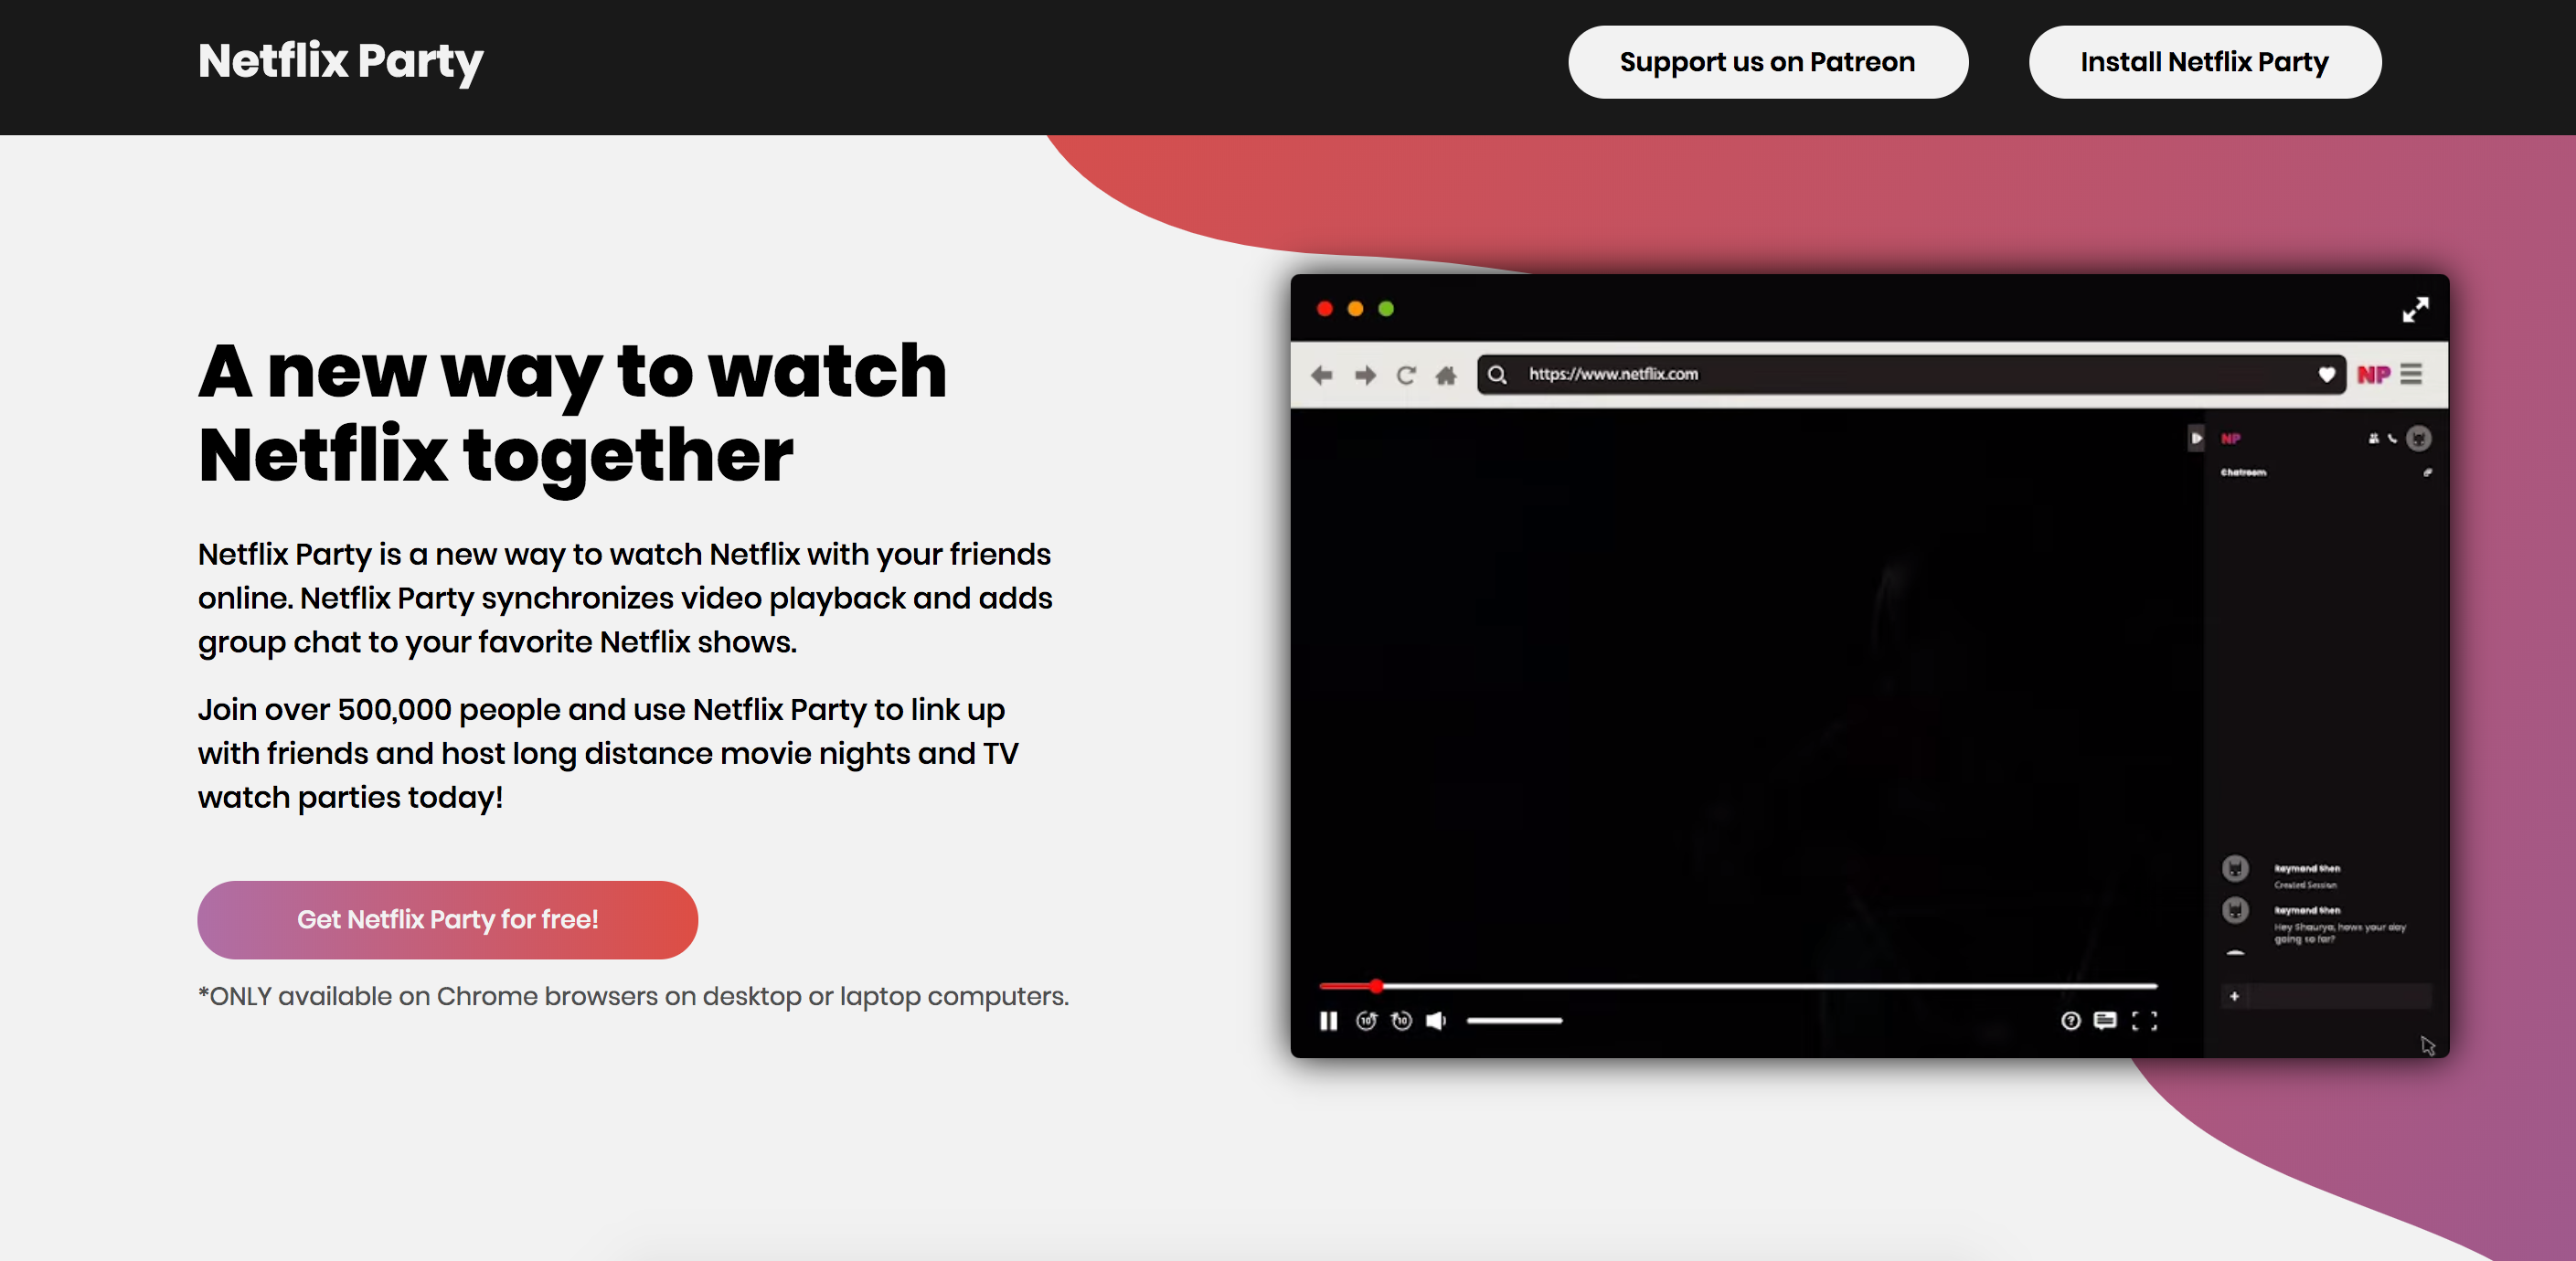 Netflix Party
Support us on Patreon
Install Netflix Party
A new way to watch
Netflix together
Netflix Party is a new way to watch Netflix with your friends
online. Netflix Party synchronizes video playback and adds
group chat to your favorite Netflix shows.
Join over 500,000 people and use Netflix Party to link up
with friends and host long distance movie nights and TV
watch parties today!
Get Netflix Party for free!
*ONLY available on Chrome browsers on desktop or laptop computers.
https://www.netflix.com
NP
NP
Chatroom
Raymond Shen
Created Session
Raymond Shen
Hey Shaurya, hows your day
going so far?
10
10